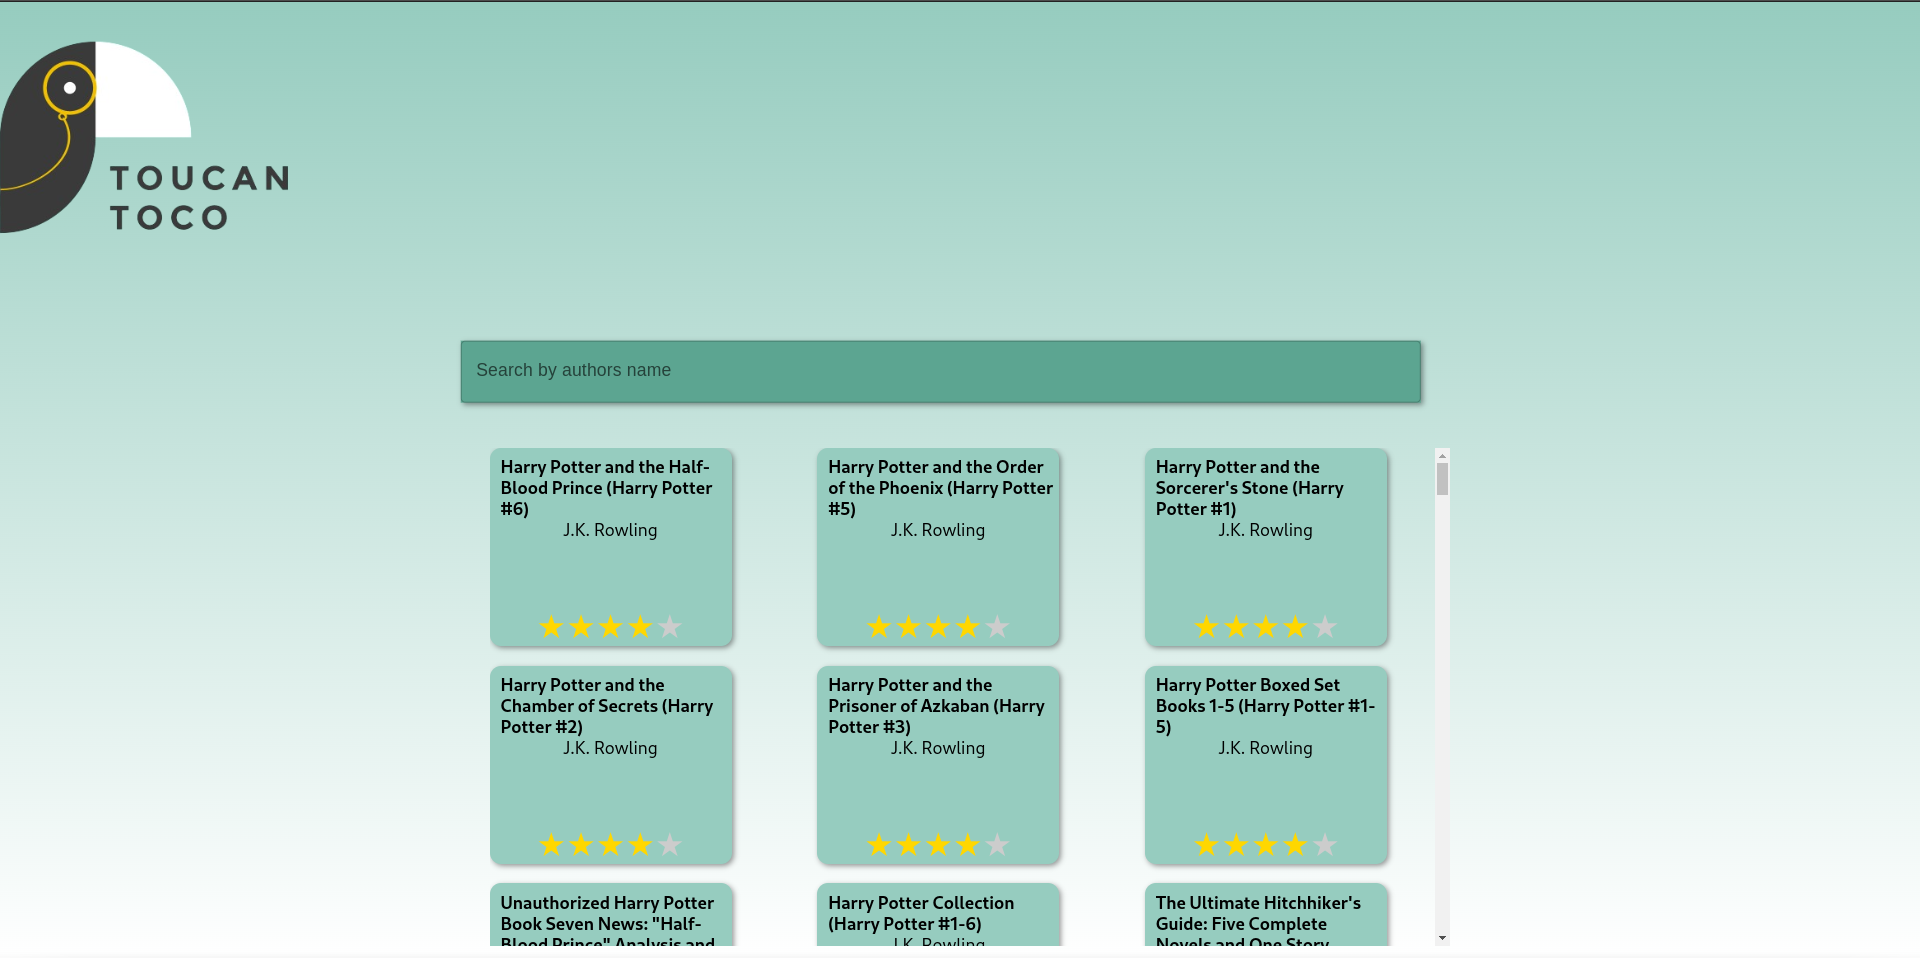 TOUCAN
TOCO
Search by authors name
Harry Potter and the Half-
Blood Prince (Harry Potter
#6)
J.K. Rowling
Harry Potter and the Order
of the Phoenix (Harry Potter
#5)
J.K. Rowling
Harry Potter and the
Sorcerer's Stone (Harry
Potter #1)
J.K. Rowling
Harry Potter and the
Chamber of Secrets (Harry
Potter #2)
J.K. Rowling
Harry Potter and the
Prisoner of Azkaban (Harry
Potter #3)
J.K. Rowling
Harry Potter Boxed Set
Books 1-5 (Harry Potter #1-
5)
J.K. Rowling
Unauthorized Harry Potter
Book Seven News: "Half-
Blood Prince" Analysis and
Harry Potter Collection
(Harry Potter #1-6)
J.K. Rowling
The Ultimate Hitchhiker's
Guide: Five Complete
Novels and One Story